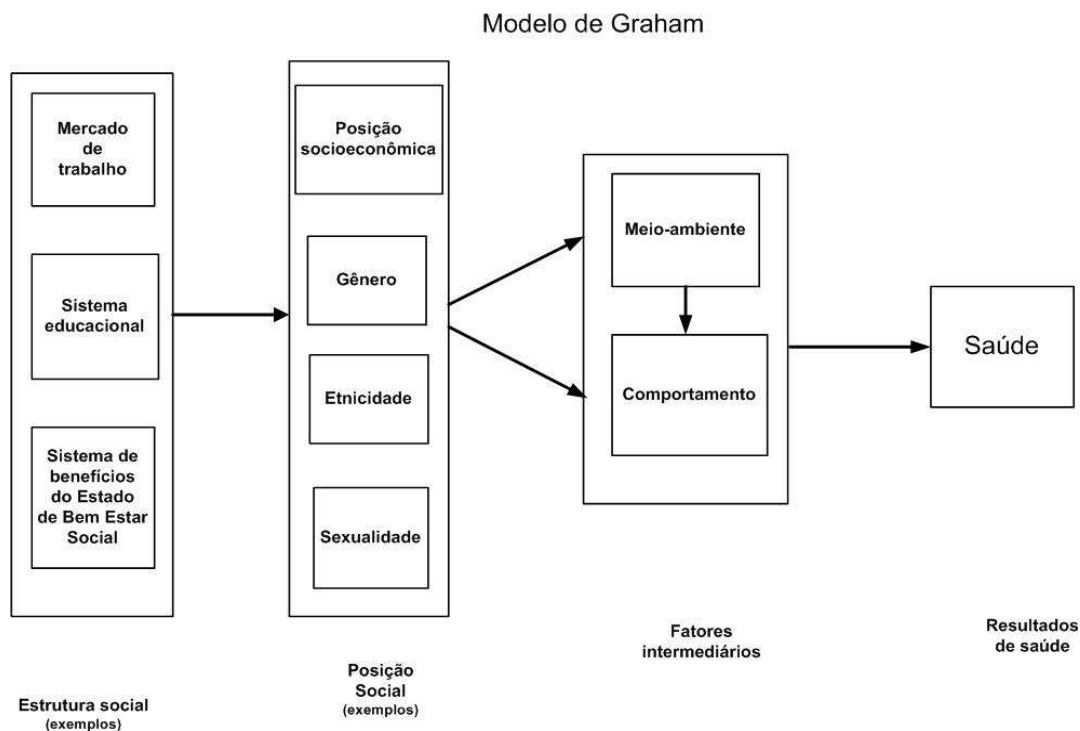 Modelo de Graham
Mercado
de
trabalho
Sistema
educacional
Sistema de
benefícios
do Estado
de Bem Estar
Social
Estrutura social
(exemplos)
Posição
socioeconômica
Gênero
Etnicidade
Sexualidade
Posição
Social
(exemplos)
Meio-ambiente
Comportamento
Fatores
intermediários
Saúde
Resultados
de saúde